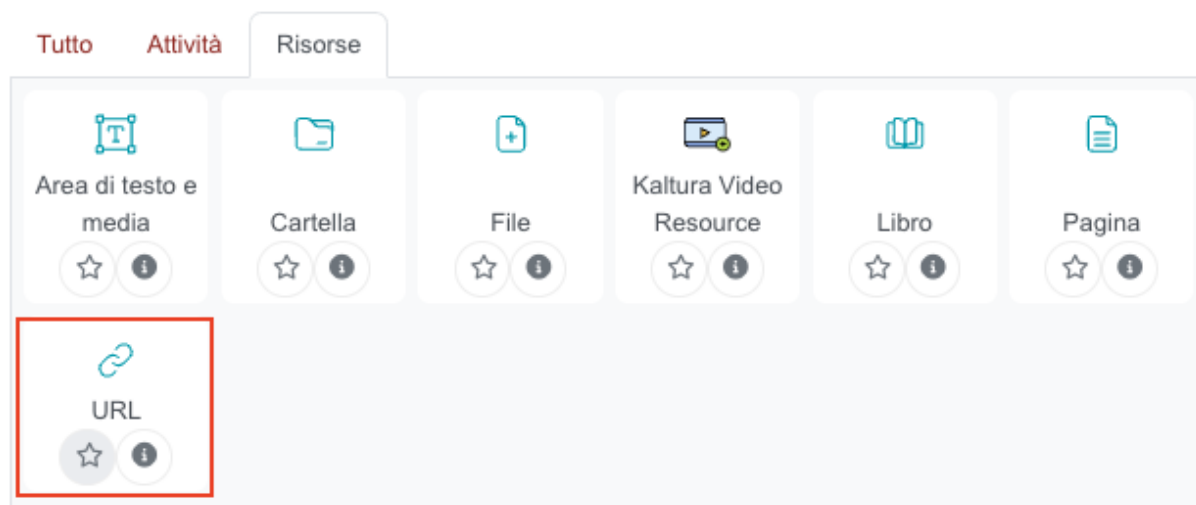 Tutto Attività Risorse
Area di testo e
media
Cartella
File
Kaltura Video
Resource
Libro
Pagina
URL